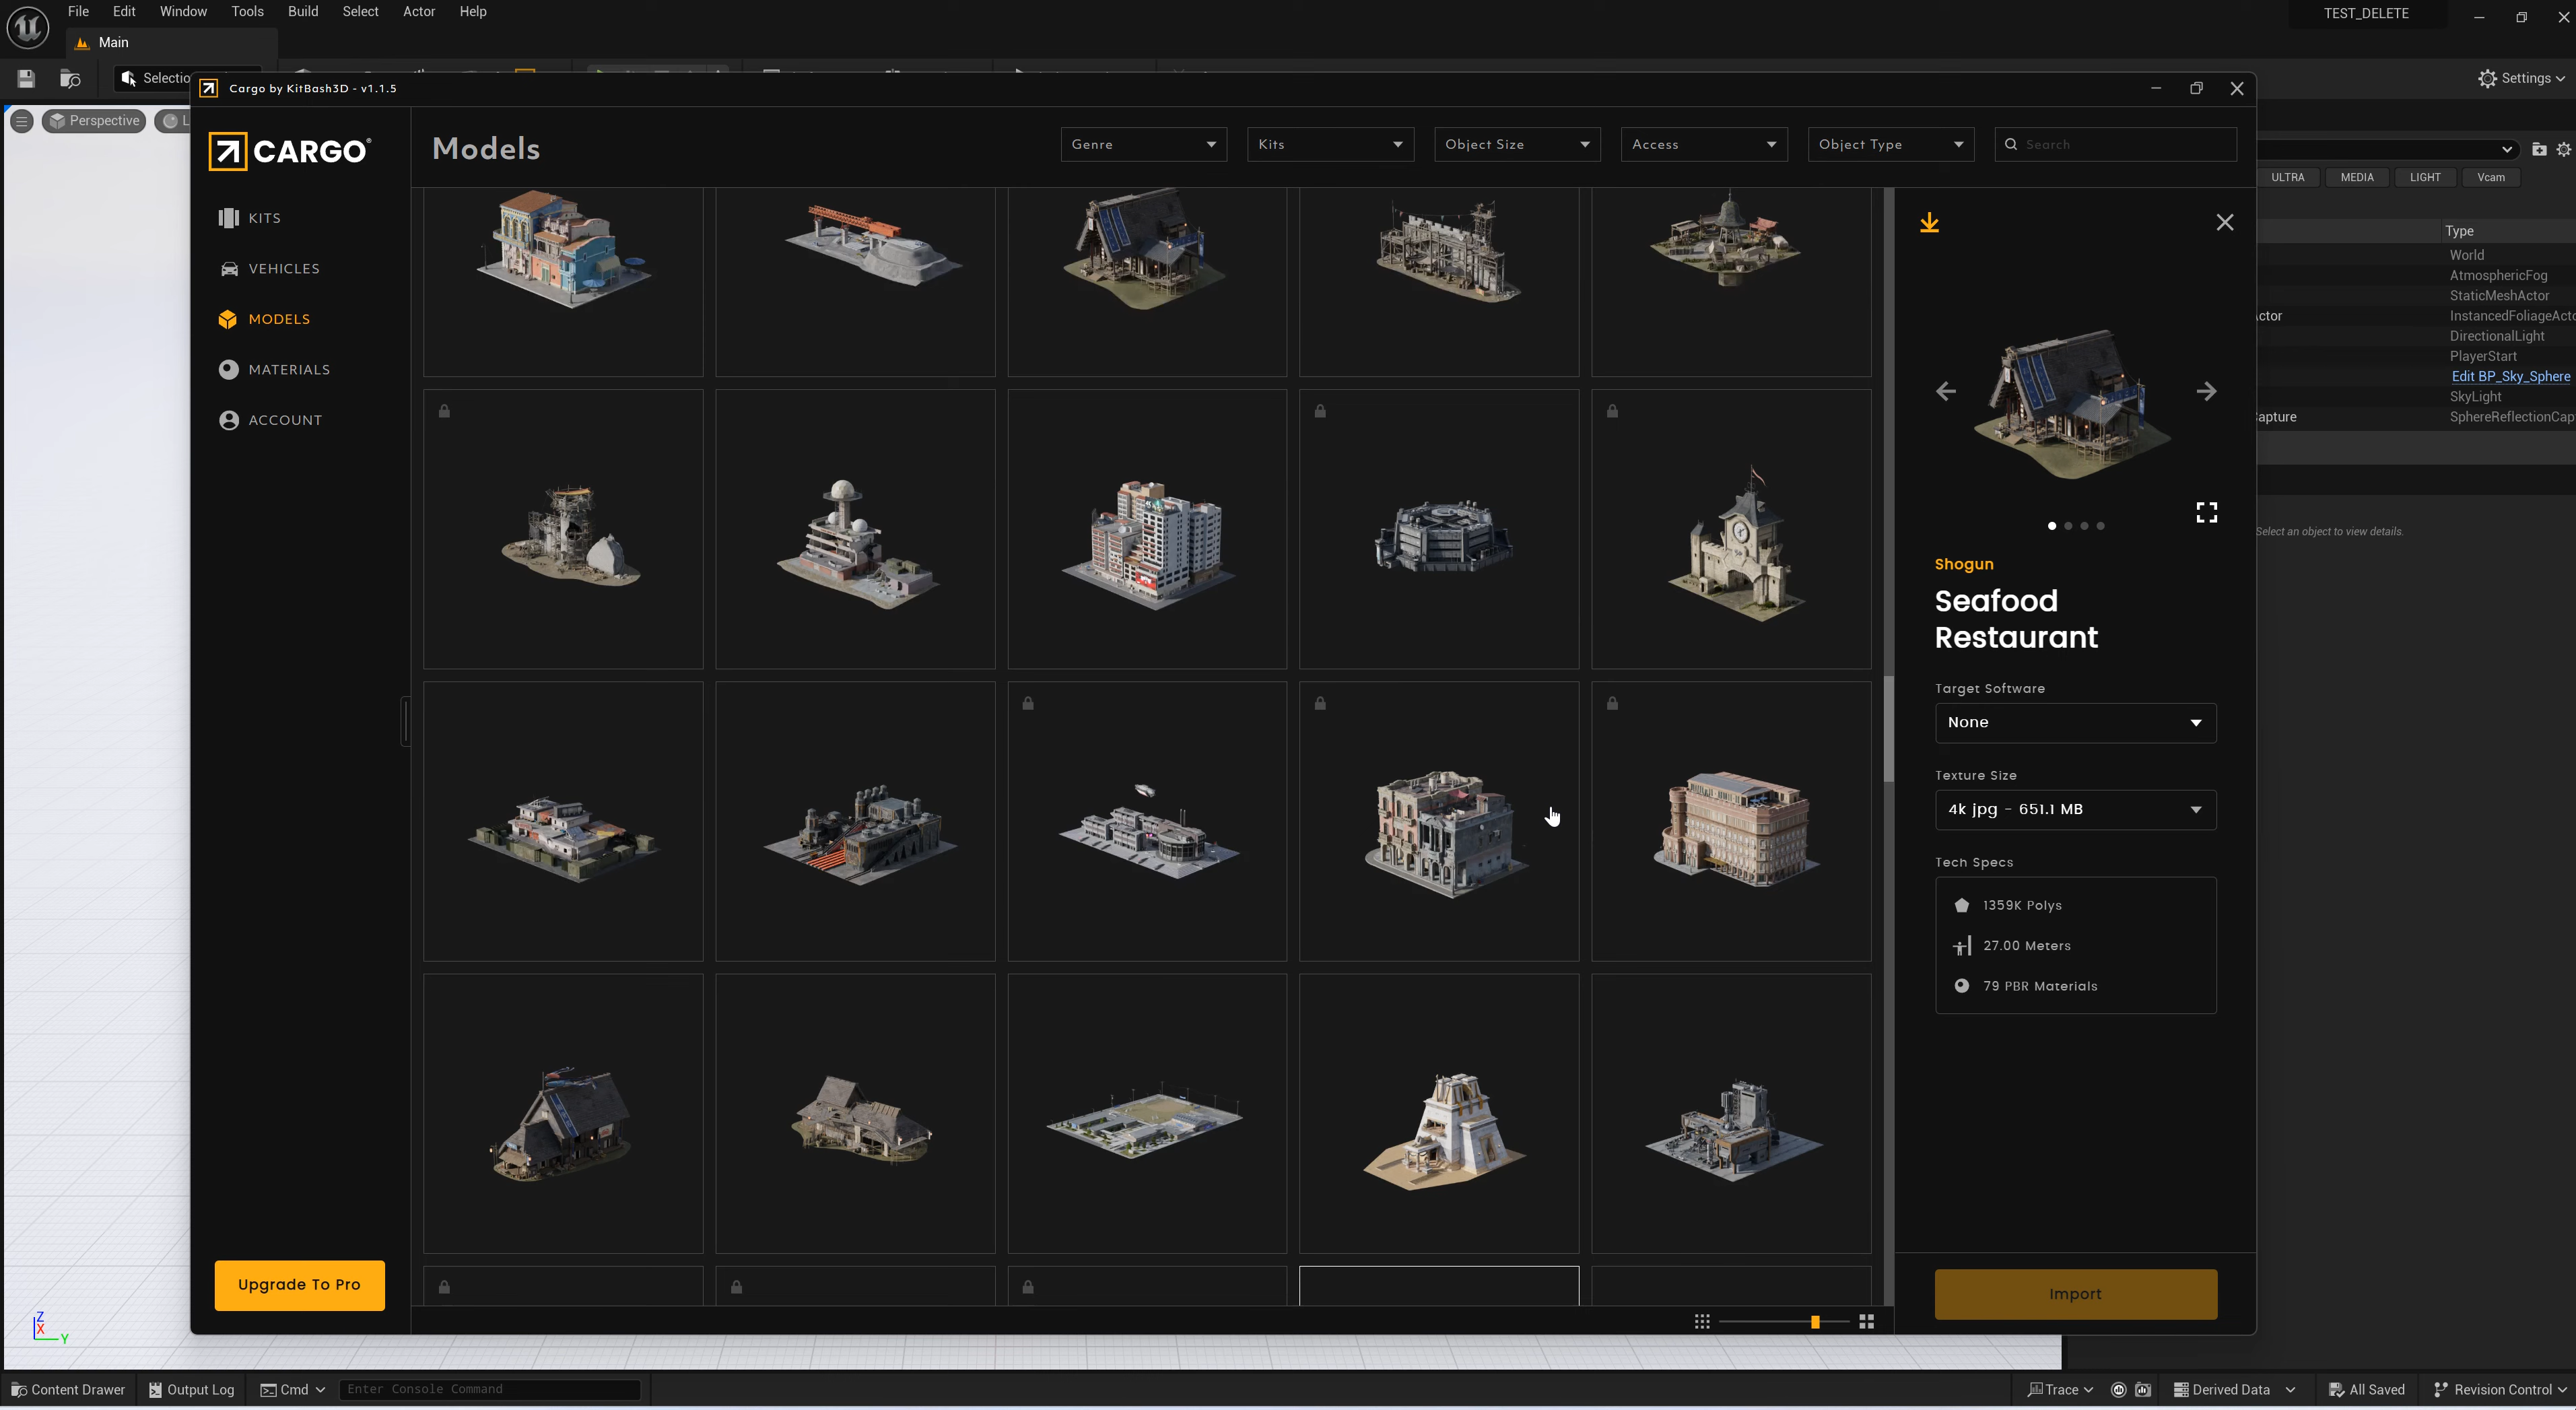 File Edit Window Tools Build Select Actor Help
TEST_DELETE
Main
Settings
Cargo by KitBash3D - v1.1.5
Perspective
CARGO
Models
Genre Kits Object Size Access Object Type Search
ULTRA MEDIA LIGHT Vcam
KITS
VEHICLES
MODELS
MATERIALS
ACCOUNT
Type
World
AtmosphericFog
StaticMeshActor
InstancedFoliageActo
DirectionalLight
PlayerStart
Edit BP_Sky_Sphere
SkyLight
SphereReflectionCap
Select an object to view details.
Shogun
Seafood
Restaurant
Target Software
None
Texture Size
4k jpg - 651.1 MB
Tech Specs
1359K Polys
27.00 Meters
79 PBR Materials
Upgrade To Pro
Import
Z
X
Y
Content Drawer Output Log Cmd Enter Console Command Trace Derived Data All Saved Revision Control